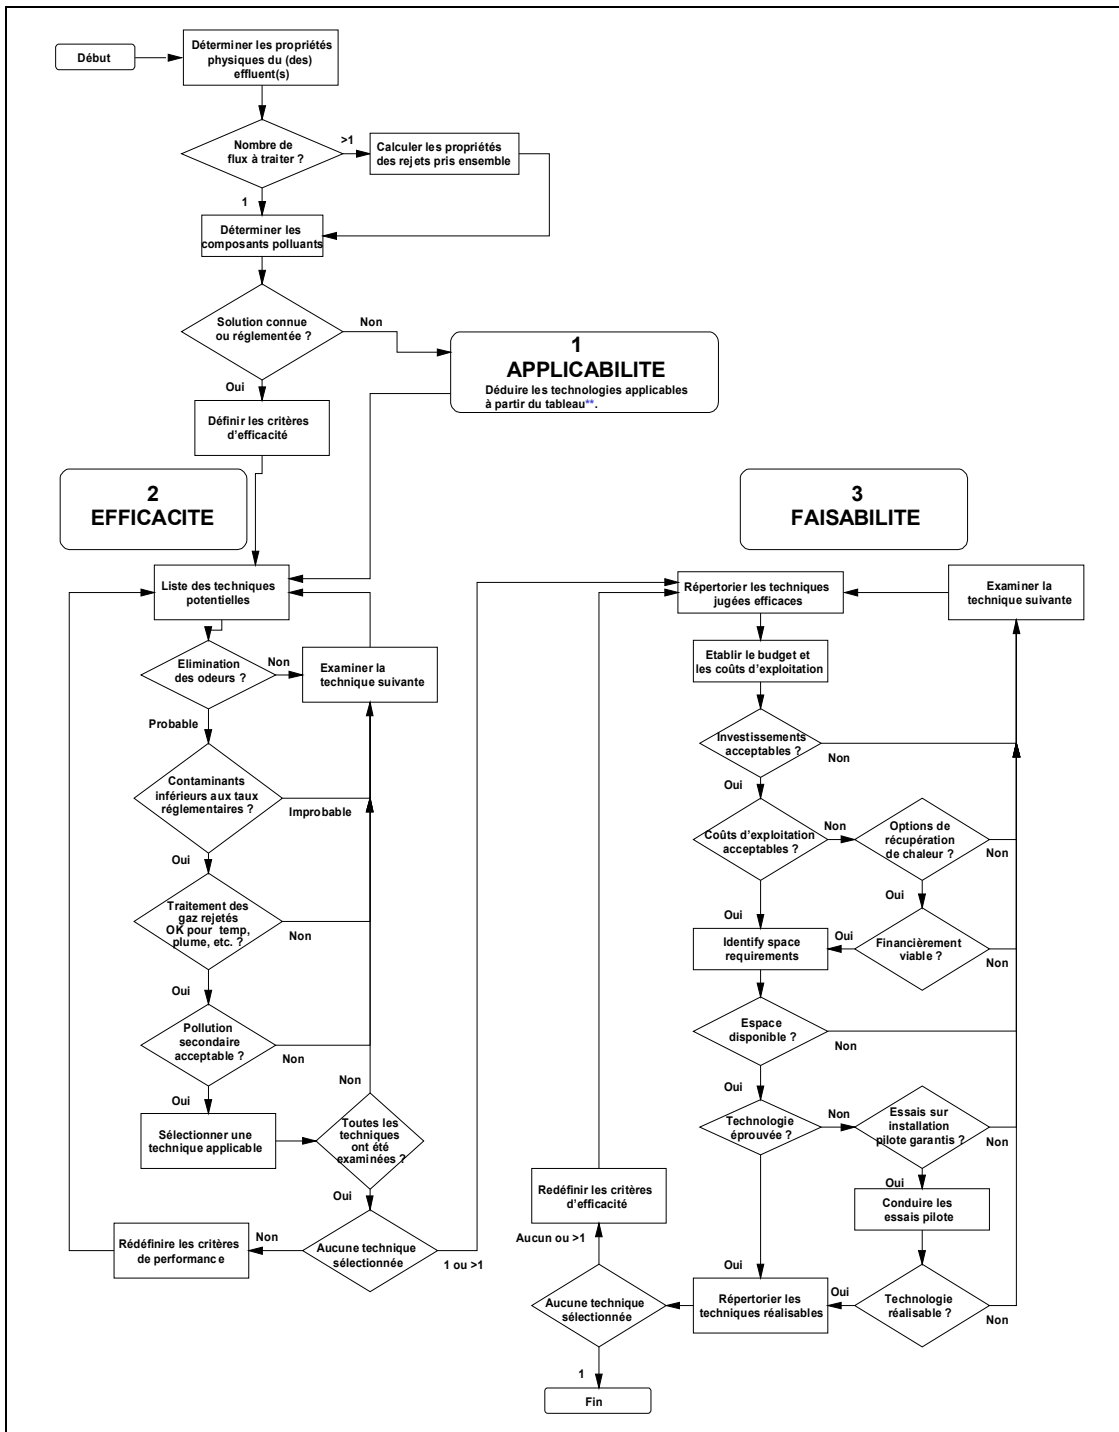 Début
Déterminer les propriétés
physiques du (des)
effluent(s)
Nombre de
flux à traiter ?
>1
Calculer les propriétés
des rejets pris ensemble
1
Déterminer les
composants polluants
Solution connue
ou réglementée ?
Non
Oui
1
APPLICABILITE
Déduire les technologies applicables
à partir du tableau**.
Définir les critères
d'efficacité
2
EFFICACITE
Liste des techniques
potentielles
Elimination
des odeurs ?
Non
Examiner la
technique suivante
Probable
Contaminants
inférieurs aux taux
réglementaires ?
Improbable
Oui
Traitement des
gaz rejetés
OK pour temp,
plume, etc. ?
Non
Oui
Pollution
secondaire
acceptable ?
Non
Oui
Sélectionner une
technique applicable
Non
Toutes les
techniques
ont été
examinées ?
Oui
Aucune technique
sélectionnée
Non
1 ou >1
Rédéfinire les critères
de performance
3
FAISABILITE
Répertorier les techniques
jugées efficaces
Examiner la
technique suivante
Etablir le budget et
les coûts d'exploitation
Investissements
acceptables ?
Non
Oui
Coûts d'exploitation
acceptables ?
Non
Options de
récupération
de chaleur ?
Non
Oui
Oui
Identify space
requirements
Oui
Financièrement
viable ?
Non
Espace
disponible ?
Non
Oui
Technologie
éprouvée ?
Non
Essais sur
installation
pilote garantis ?
Non
Oui
Conduire les
essais pilote
Oui
Répertorier les
techniques réalisables
Oui
Technologie
réalisable ?
Non
Redéfinir les critères
d'efficacité
Aucun ou >1
Aucune technique
sélectionnée
1
Fin